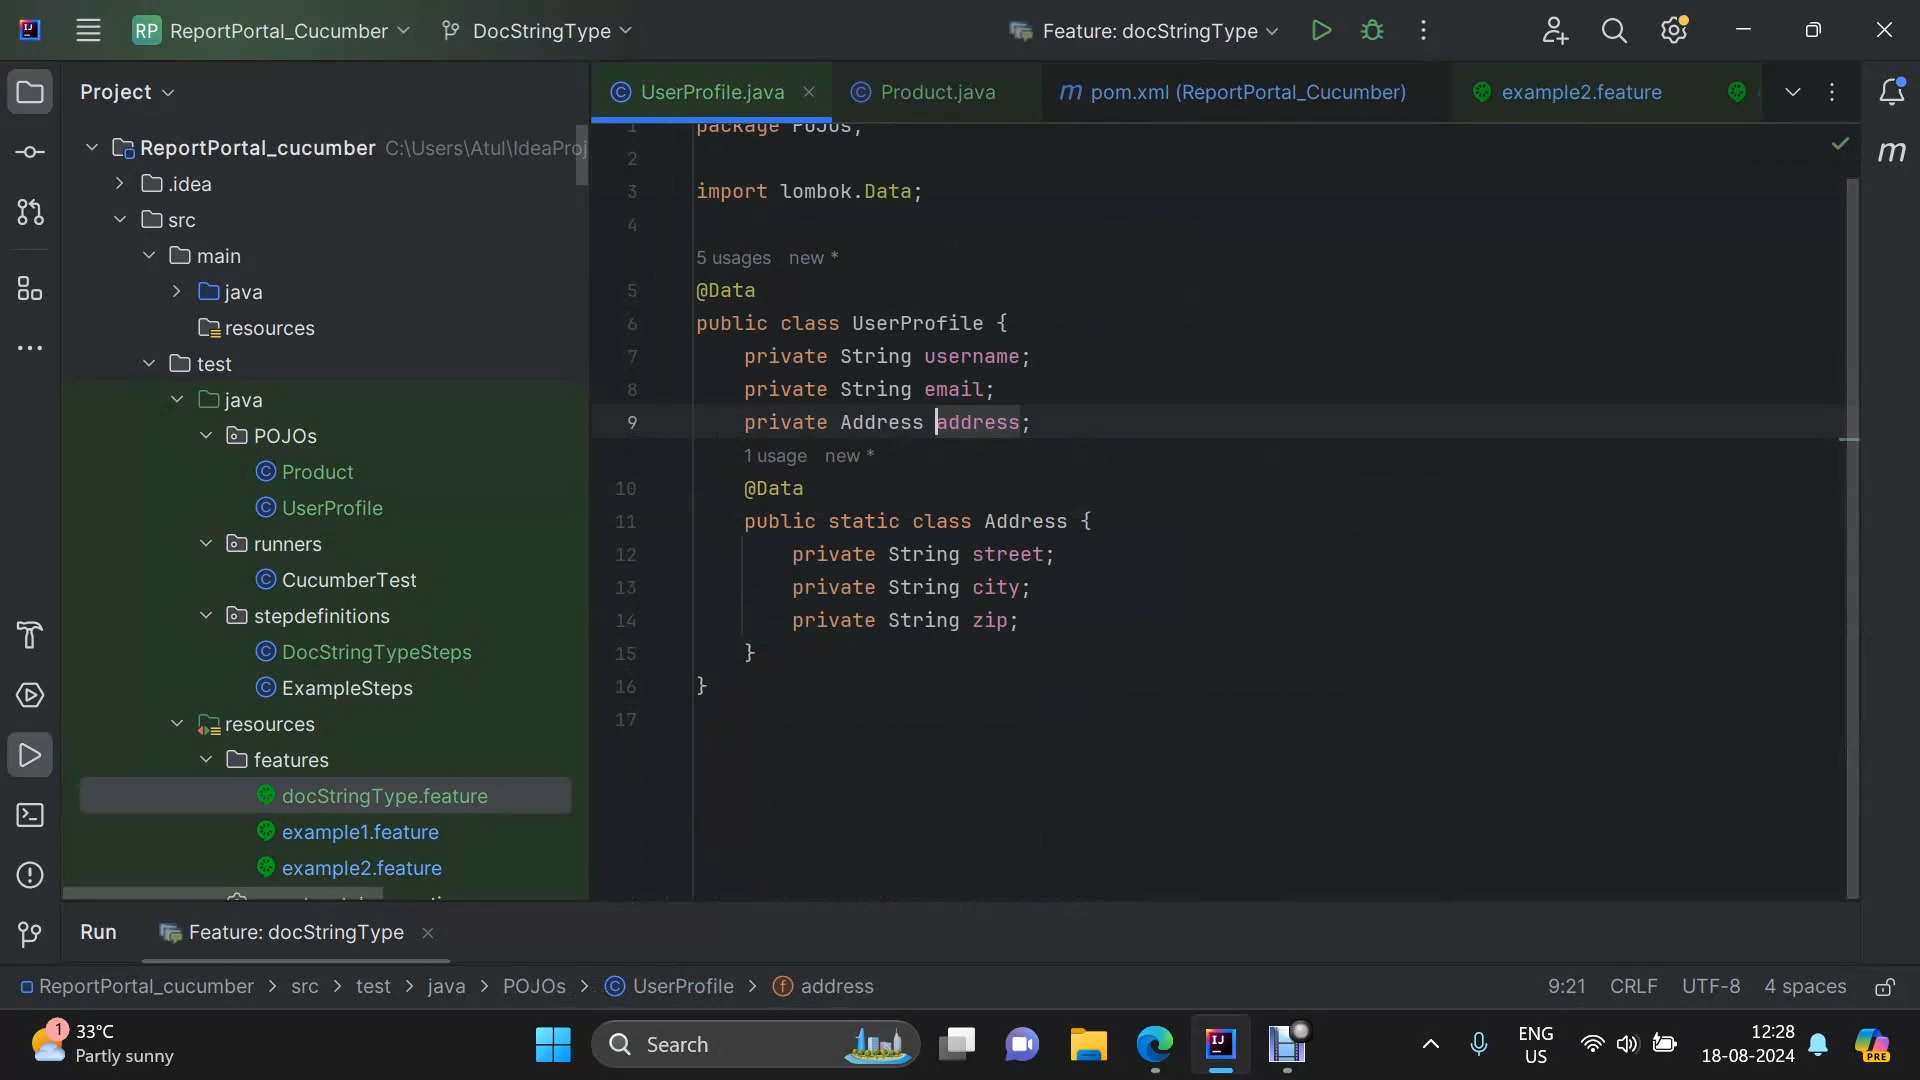 RP ReportPortal_Cucumber DocStringType Feature: docStringType
Project
UserProfile.java Product.java pom.xml (ReportPortal_Cucumber) example2.feature
ReportPortal_cucumber C:\Users\Atul\IdeaProj
.idea
src
main
java
resources
test
java
POJOs
Product
UserProfile
runners
CucumberTest
stepdefinitions
DocStringTypeSteps
ExampleSteps
resources
features
docStringType.feature
example1.feature
example2.feature
1 package POJOs;
2
3 import lombok.Data;
4
5 usages new *
5 @Data
6 public class UserProfile {
7 private String username;
8 private String email;
9 private Address address;
1 usage new *
10 @Data
11 public static class Address {
12 private String street;
13 private String city;
14 private String zip;
15 }
16 }
17
Run Feature: docStringType
ReportPortal_cucumber > src > test > java > POJOs > UserProfile > address 9:21 CRLF UTF-8 4 spaces
1 33°C
Partly sunny
Search
ENG
US
12:28
18-08-2024
PRE